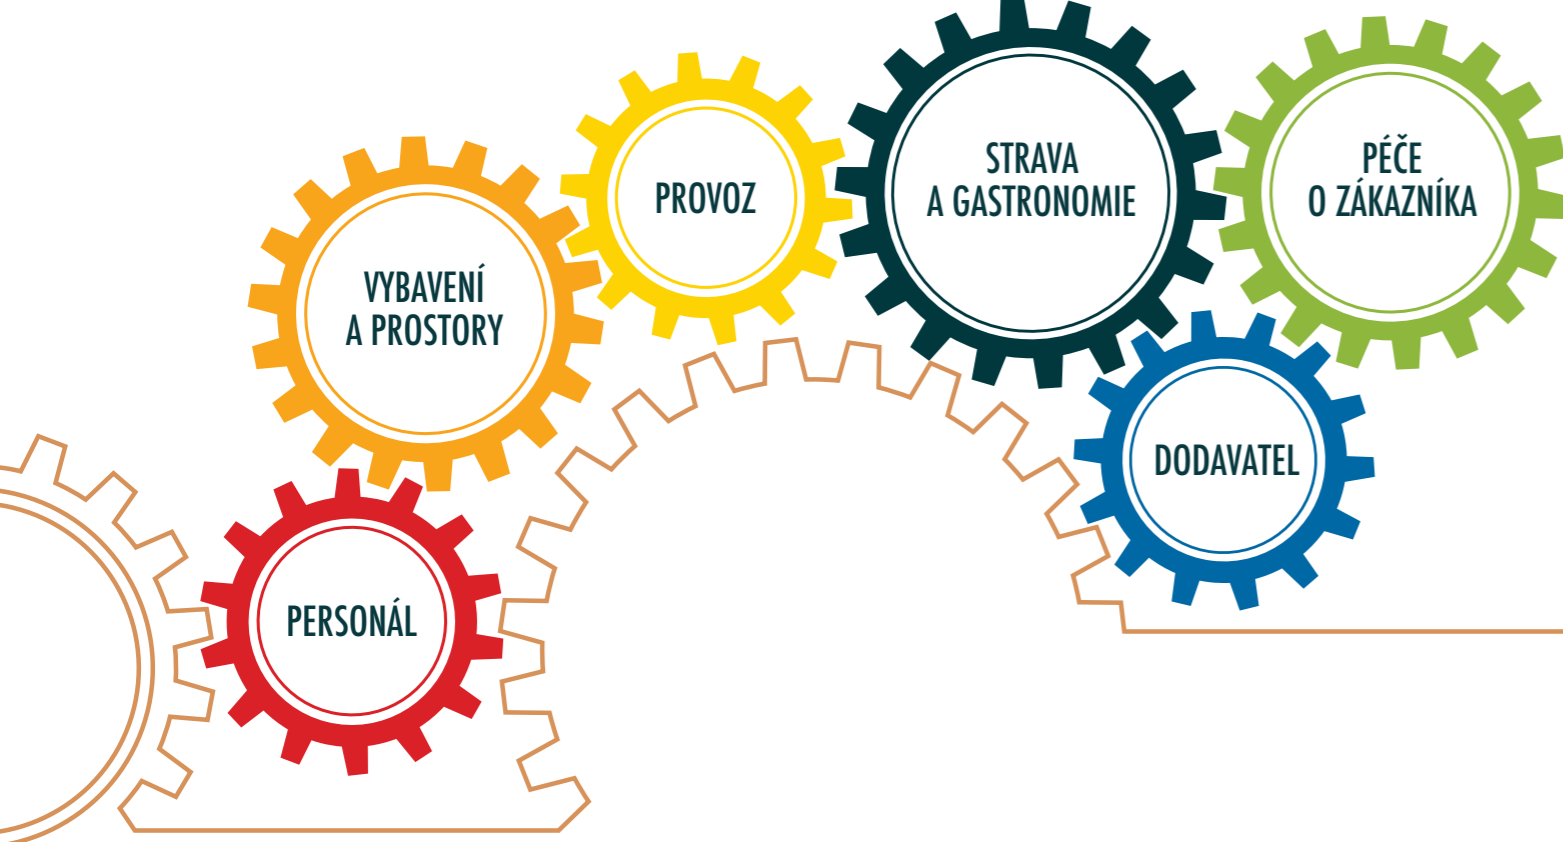 STRAVA
A GASTRONOMIE
PÉČE
O ZÁKAZNÍKA
PROVOZ
VYBAVENÍ
A PROSTORY
DODAVATEL
PERSONÁL